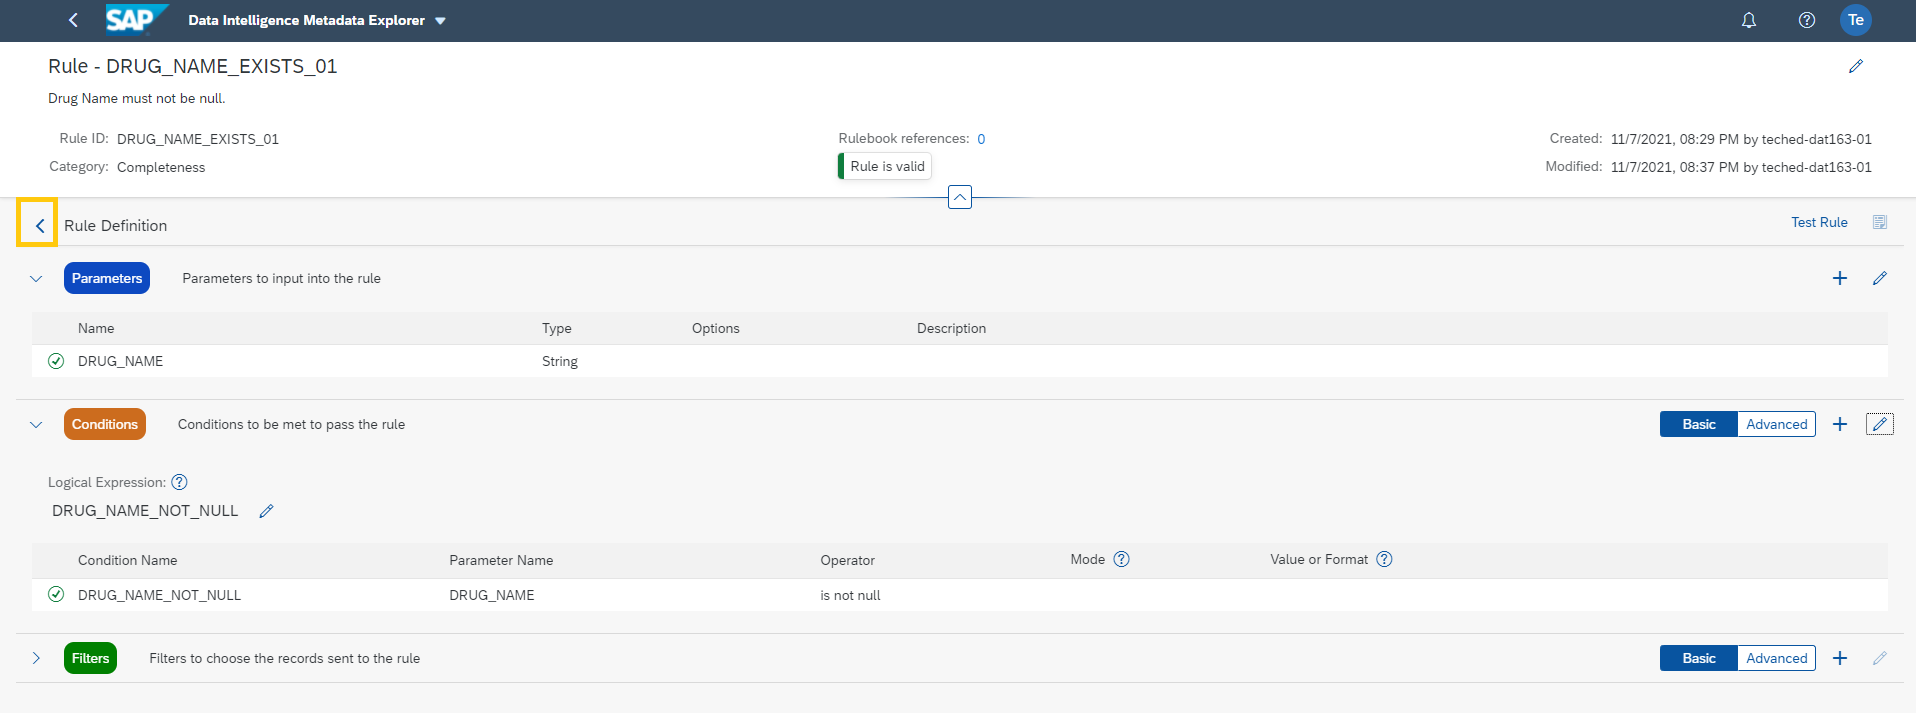 SAP Data Intelligence Metadata Explorer Te
Rule - DRUG_NAME_EXISTS_01
Drug Name must not be null.
Rule ID: DRUG_NAME_EXISTS_01 Rulebook references: 0 Created: 11/7/2021, 08:29 PM by teched-dat163-01
Category: Completeness Rule is valid Modified: 11/7/2021, 08:37 PM by teched-dat163-01
Rule Definition Test Rule
Parameters Parameters to input into the rule
Name Type Options Description
DRUG_NAME String
Conditions Conditions to be met to pass the rule Basic Advanced
Logical Expression: ?
DRUG_NAME_NOT_NULL
Condition Name Parameter Name Operator Mode ? Value or Format ?
DRUG_NAME_NOT_NULL DRUG_NAME is not null
Filters Filters to choose the records sent to the rule Basic Advanced